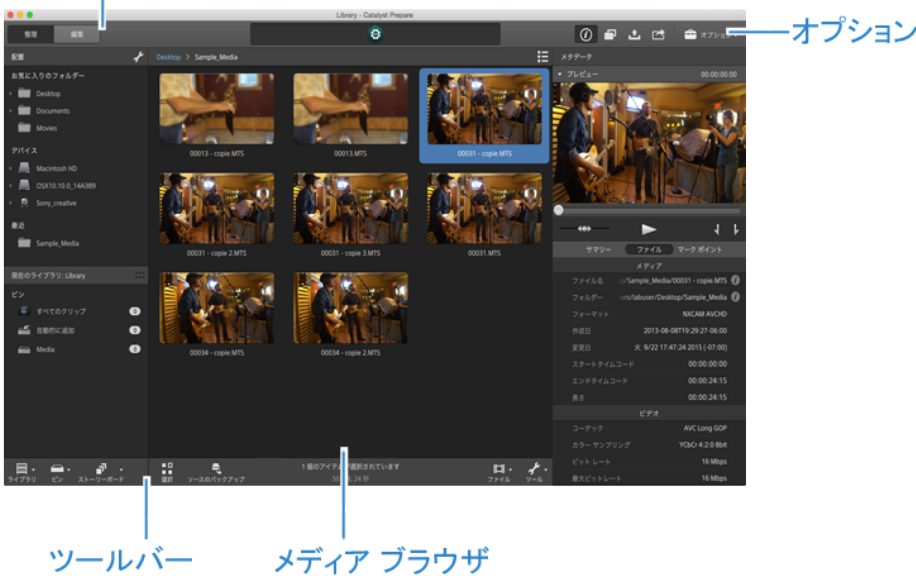 Library - Catalyst Prepare
整理 編集
オプション
オプション
配置
Desktop > Sample_Media
メタデータ
お気に入りのフォルダー
Desktop
Documents
Movies
デバイス
Macintosh HD
OSX10.10.0_14A389
Sony_creative
最近
Sample_Media
現在のライブラリ: Library
ビン
すべてのクリップ 0
自動的に追加 0
Media 0
00013 - copie.MTS
00013.MTS
00031 - copie.MTS
00031 - copie 2.MTS
00031 - copie 3.MTS
00031.MTS
00034 - copie.MTS
00034 - copie 2.MTS
プレビュー 00:00:00:00
サマリー ファイル マーク ポイント
メディア
ファイル名 /Sample_Media/00031 - copie.MTS
フォルダー /labuser/Desktop/Sample_Media
フォーマット NXCAM AVCHD
作成日 2013-08-08T19:29:27-06:00
変更日 火 9/22 17:47:24 2015 (-07:00)
スタートタイムコード 00:00:00:00
エンドタイムコード 00:00:24:15
長さ 00:00:24:15
ビデオ
コーデック AVC Long GOP
カラー サンプリング YCbCr 4:2:0 8bit
ビット レート 16 Mbps
最大ビットレート 16 Mbps
ライブラリ ビン ストーリーボード
選択 ソースのバックアップ
1 個のアイテムが選択されています
24 秒
ファイル ツール
ツールバー
メディア ブラウザ